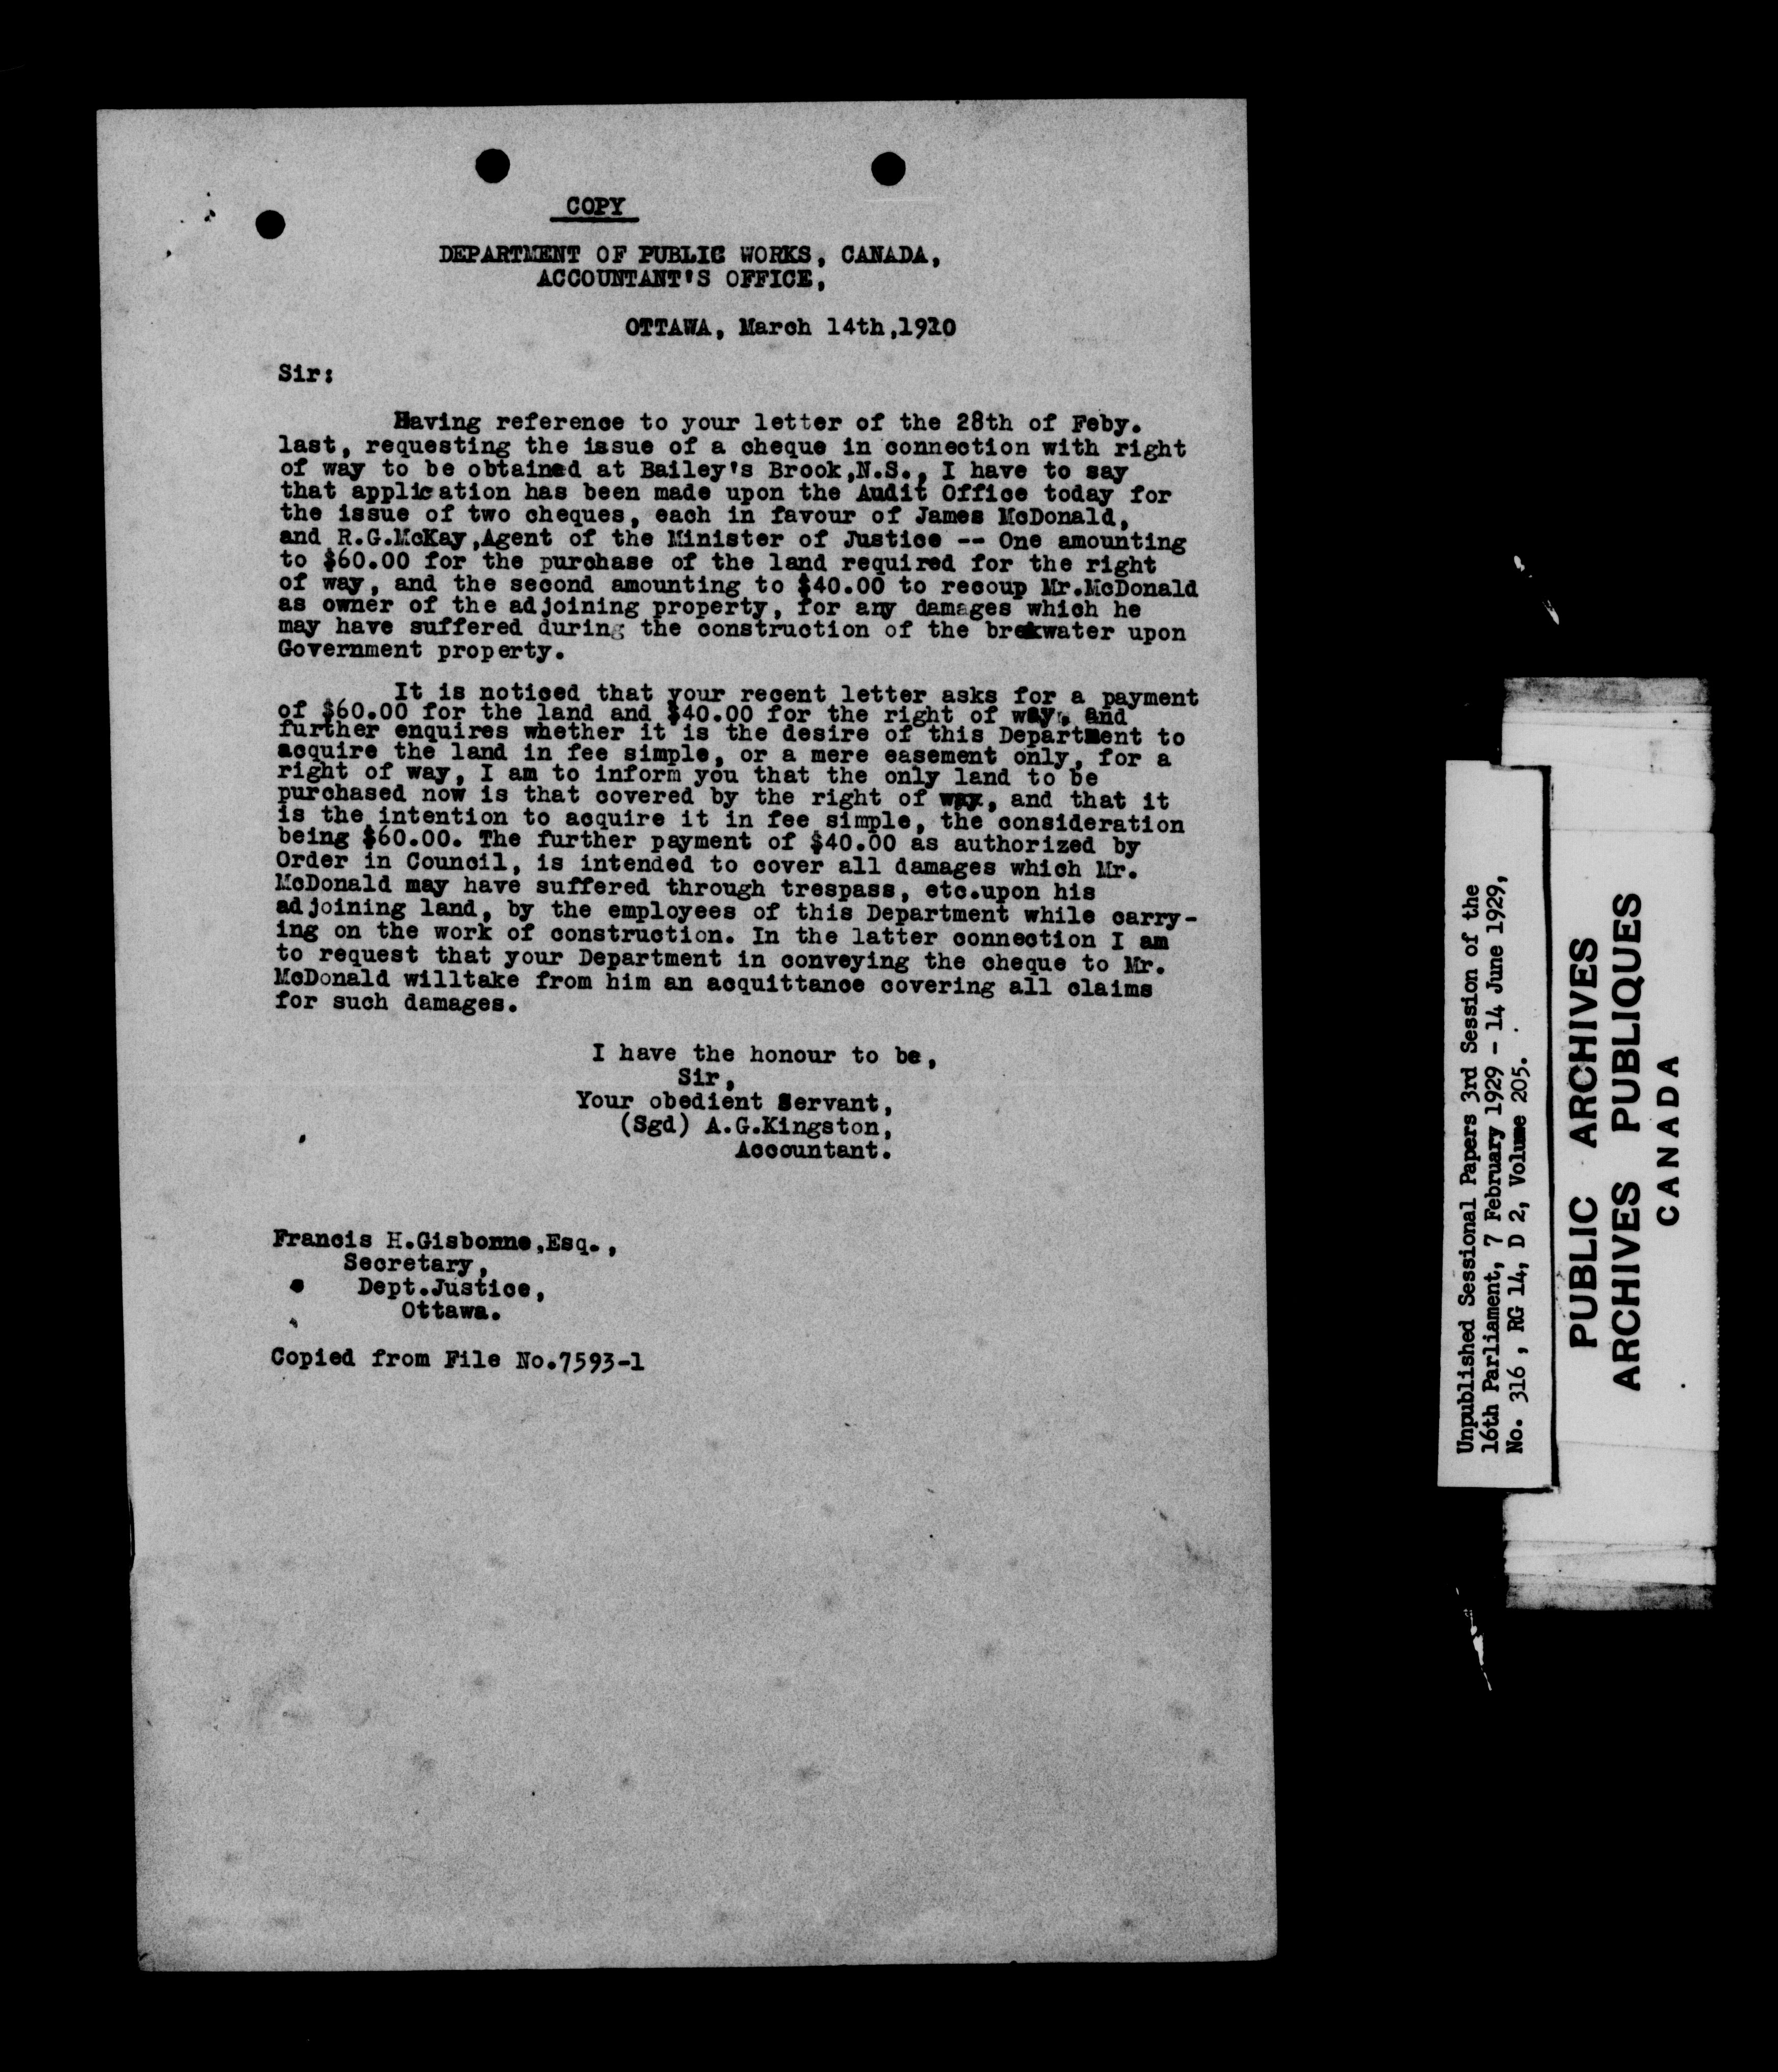 COPY
DEPARTMENT OF PUBLIC WORKS, CANADA,
ACCOUNTANT'S OFFICE,
OTTAWA, March 14th,1910
Sir:
Having reference to your letter of the 28th of Feby.
last, requesting the issue of a cheque in connection with right
of way to be obtained at Bailey's Brook,N.S., I have to say
that application has been made upon the Audit Office today for
the issue of two cheques, each in favour of James McDonald,
and R.G.McKay,Agent of the Minister of Justice -- One amounting
to $60.00 for the purchase of the land required for the right
of way, and the second amounting to $40.00 to recoup Mr.McDonald
as owner of the adjoining property, for any damages which he
may have suffered during the construction of the brekwater upon
Government property.
It is noticed that your recent letter asks for a payment
of $60.00 for the land and $40.00 for the right of way, and
further enquires whether it is the desire of this Department to
acquire the land in fee simple, or a mere easement only, for a
right of way, I am to inform you that the only land to be
purchased now is that covered by the right of way, and that it
is the intention to acquire it in fee simple, the consideration
being $60.00. The further payment of $40.00 as authorized by
Order in Council, is intended to cover all damages which Mr.
McDonald may have suffered through trespass, etc.upon his
adjoining land, by the employees of this Department while carry-
ing on the work of construction. In the latter connection I am
to request that your Department in conveying the cheque to Mr.
McDonald willtake from him an acquittance covering all claims
for such damages.
I have the honour to be,
Sir,
Your obedient Servant,
(Sgd) A.G.Kingston,
Accountant.
Francis H.Gisborne,Esq.,
Secretary,
Dept.Justice,
Ottawa.
Copied from File No.7593-1
Unpublished Sessional Papers 3rd Session of the
16th Parliament, 7 February 1929 - 14 June 1929,
No. 316 , RG 14, D 2, Volume 205.
PUBLIC ARCHIVES
ARCHIVES PUBLIQUES
CANADA